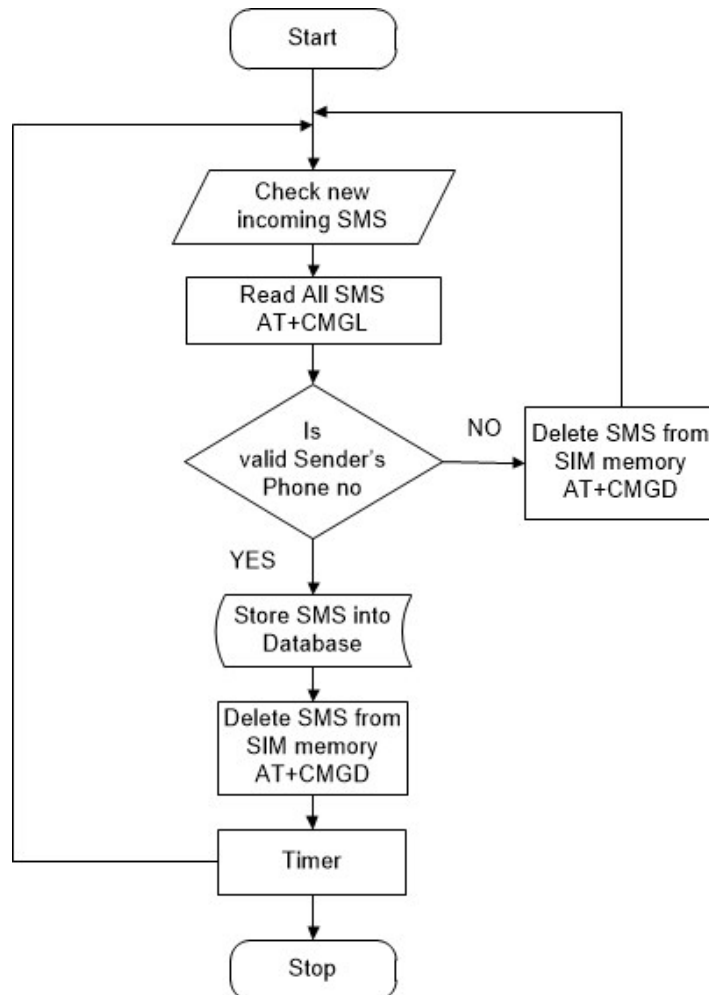 Start
Check new
incoming SMS
Read All SMS
AT+CMGL
Is
valid Sender's
Phone no
NO
Delete SMS from
SIM memory
AT+CMGD
YES
Store SMS into
Database
Delete SMS from
SIM memory
AT+CMGD
Timer
Stop